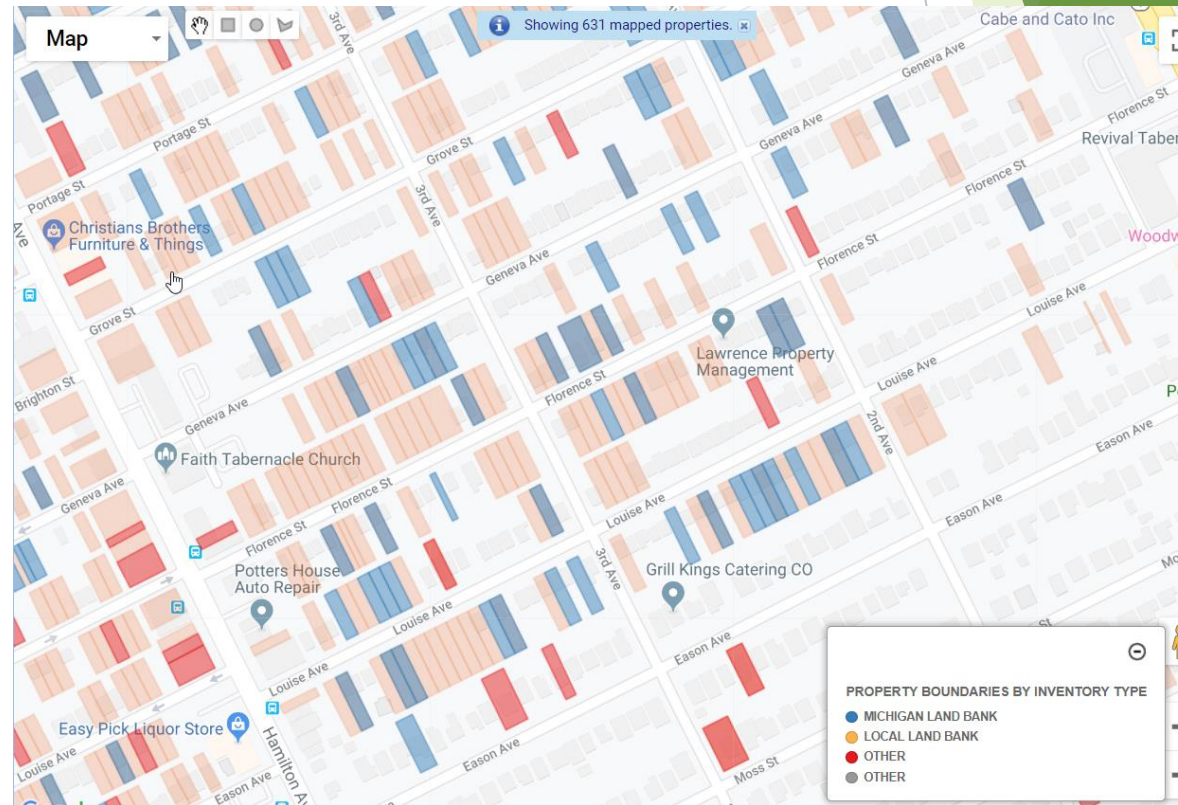 Map
Showing 631 mapped properties.
Cabe and Cato Inc
3rd Ave
Geneva Ave
Florence St
Portage St
Portage St
Grove St
Geneva Ave
Revival Taber
Florence St
3rd Ave
Christians Brothers
Furniture & Things
Ave
Woodw
Florence St
Geneva Ave
Louise Ave
Grove St
Lawrence Property
Management
Brighton St
Florence St
Louise Ave
Geneva Ave
2nd Ave
Eason Ave
Faith Tabernacle Church
Geneva Ave
Florence St
Louise Ave
Eason Ave
Florence St
3rd Ave
Potters House
Auto Repair
Grill Kings Catering CO
Louise Ave
Eason Ave
Louise Ave
PROPERTY BOUNDARIES BY INVENTORY TYPE
MICHIGAN LAND BANK
LOCAL LAND BANK
OTHER
OTHER
Easy Pick Liquor Store
Hamilton A
Louise Ave
Eason Ave
Moss St
Eason Ave